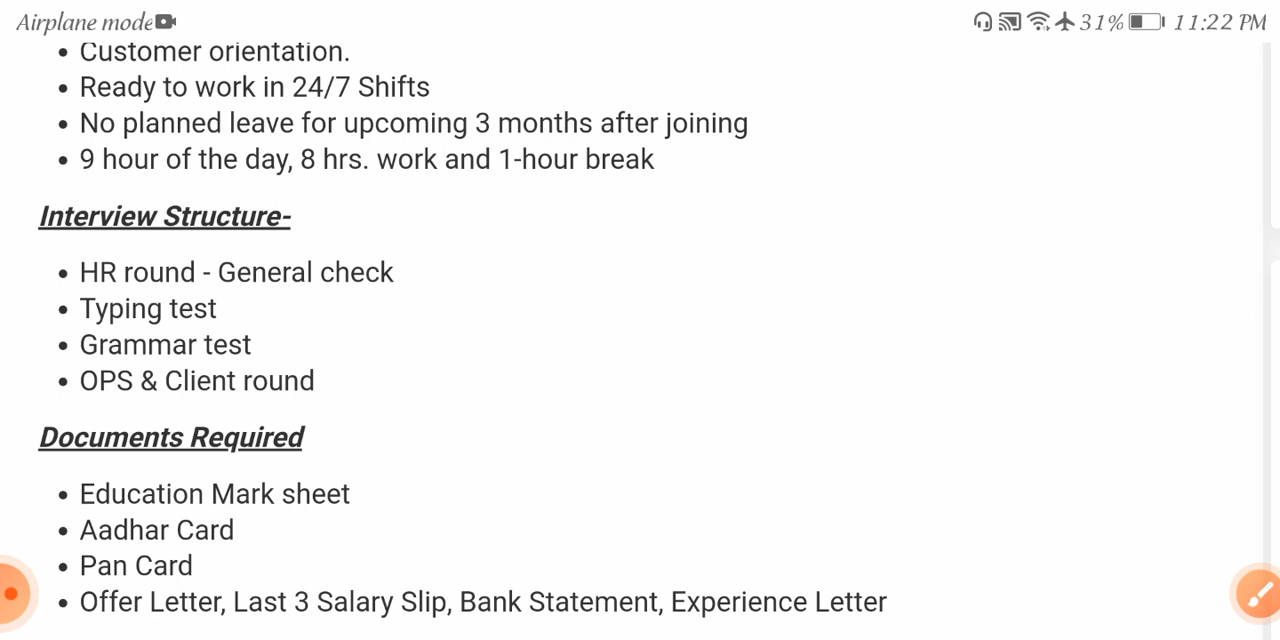 Airplane mode 31% 11:22 PM
• Customer orientation.
• Ready to work in 24/7 Shifts
• No planned leave for upcoming 3 months after joining
• 9 hour of the day, 8 hrs. work and 1-hour break
Interview Structure-
• HR round - General check
• Typing test
• Grammar test
• OPS & Client round
Documents Required
• Education Mark sheet
• Aadhar Card
• Pan Card
• Offer Letter, Last 3 Salary Slip, Bank Statement, Experience Letter